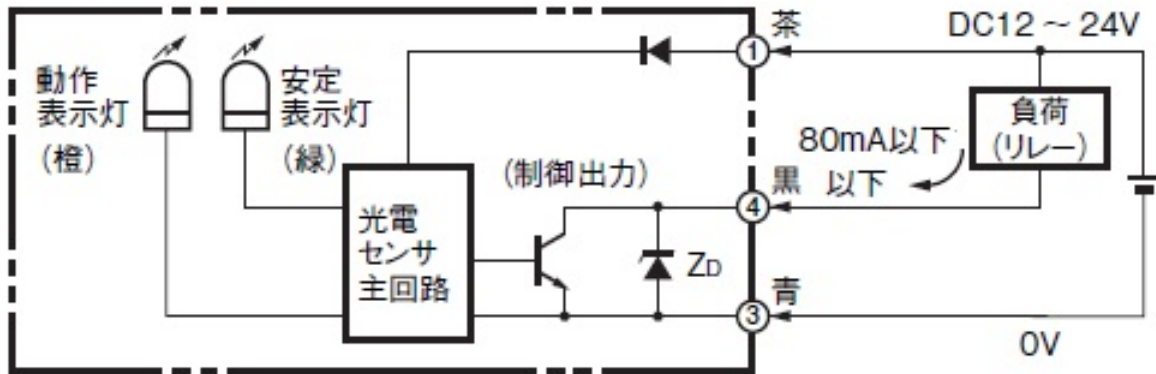 動作
表示灯
(橙)
安定
表示灯
(緑)
光電
センサ
主回路
(制御出力)
ZD
① 茶
④ 黒
③ 青
DC12 ～ 24V
負荷
(リレー)
80mA以下
以下
0V